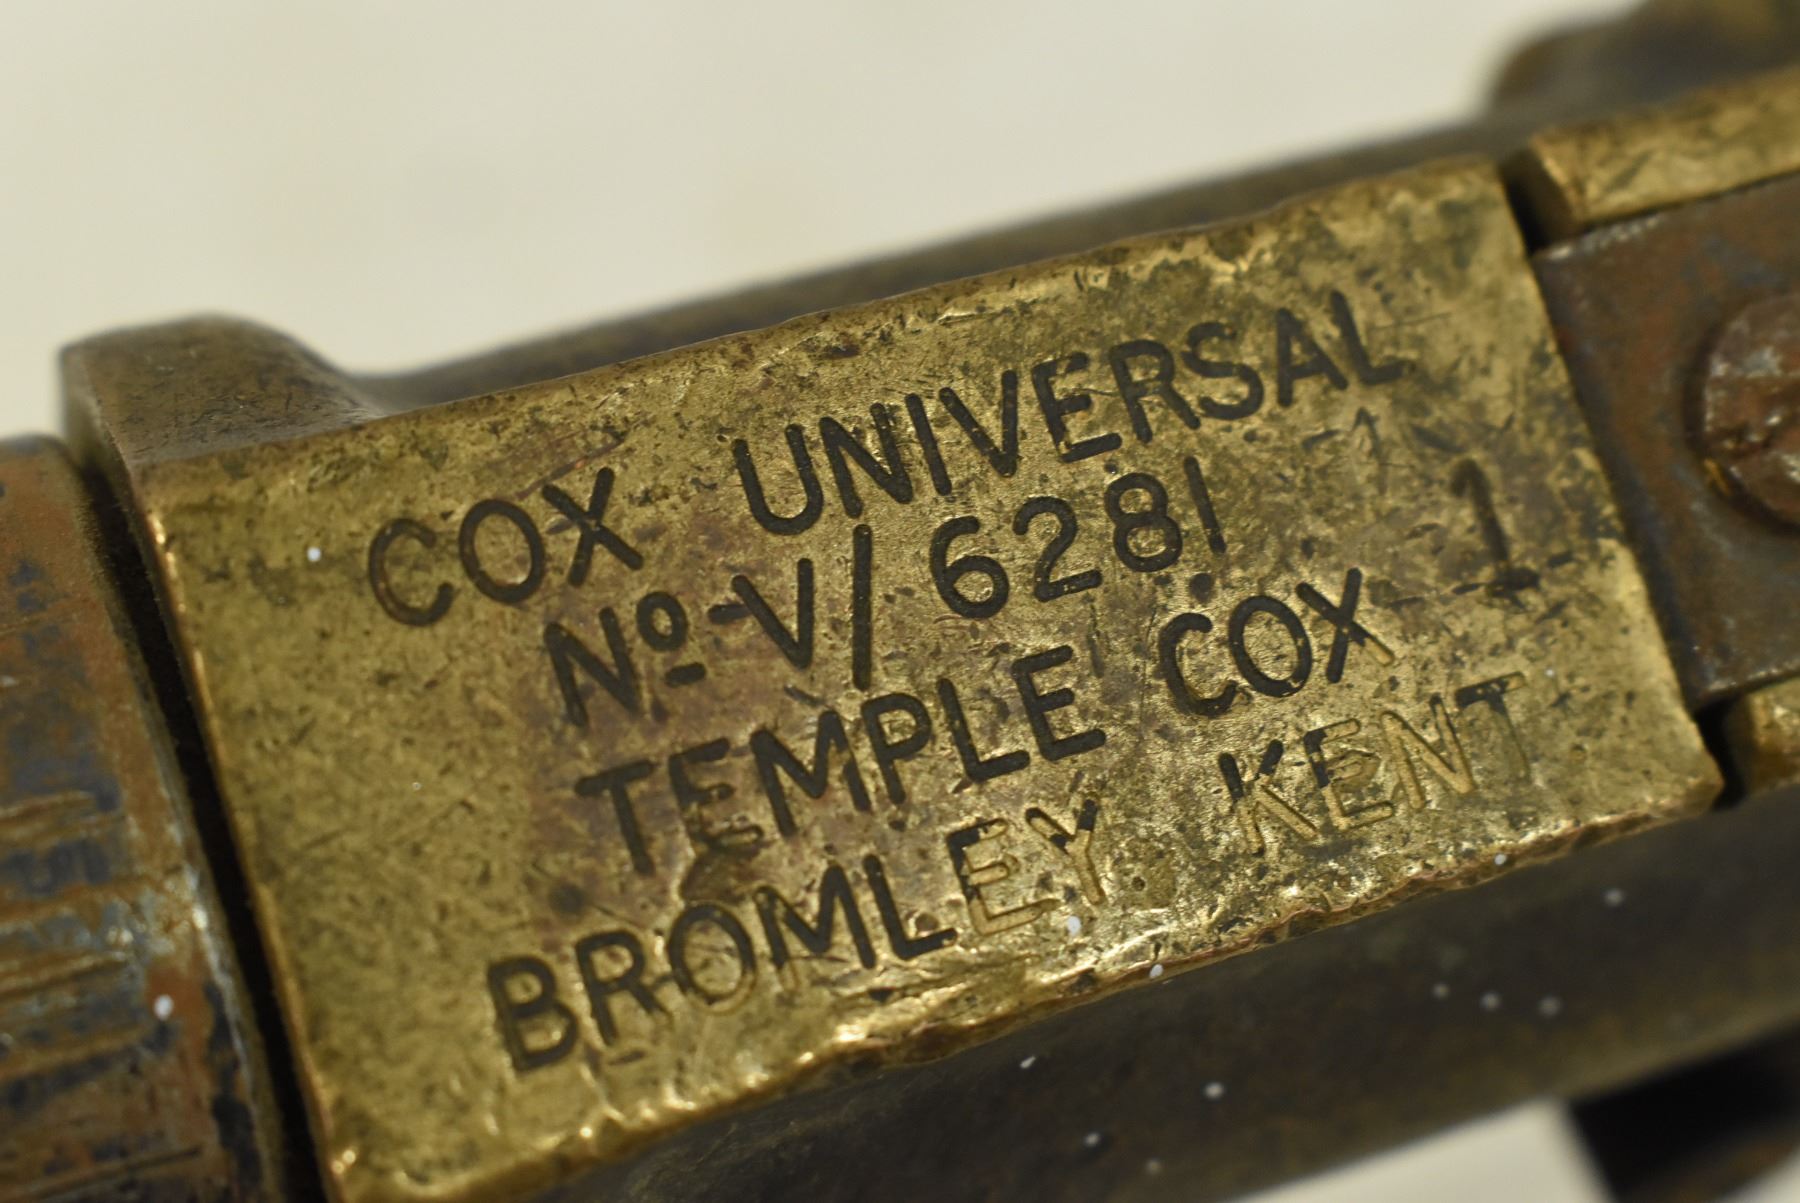 COX UNIVERSAL
Nº-V/6281
1
TEMPLE COX
BROMLEY, KENT